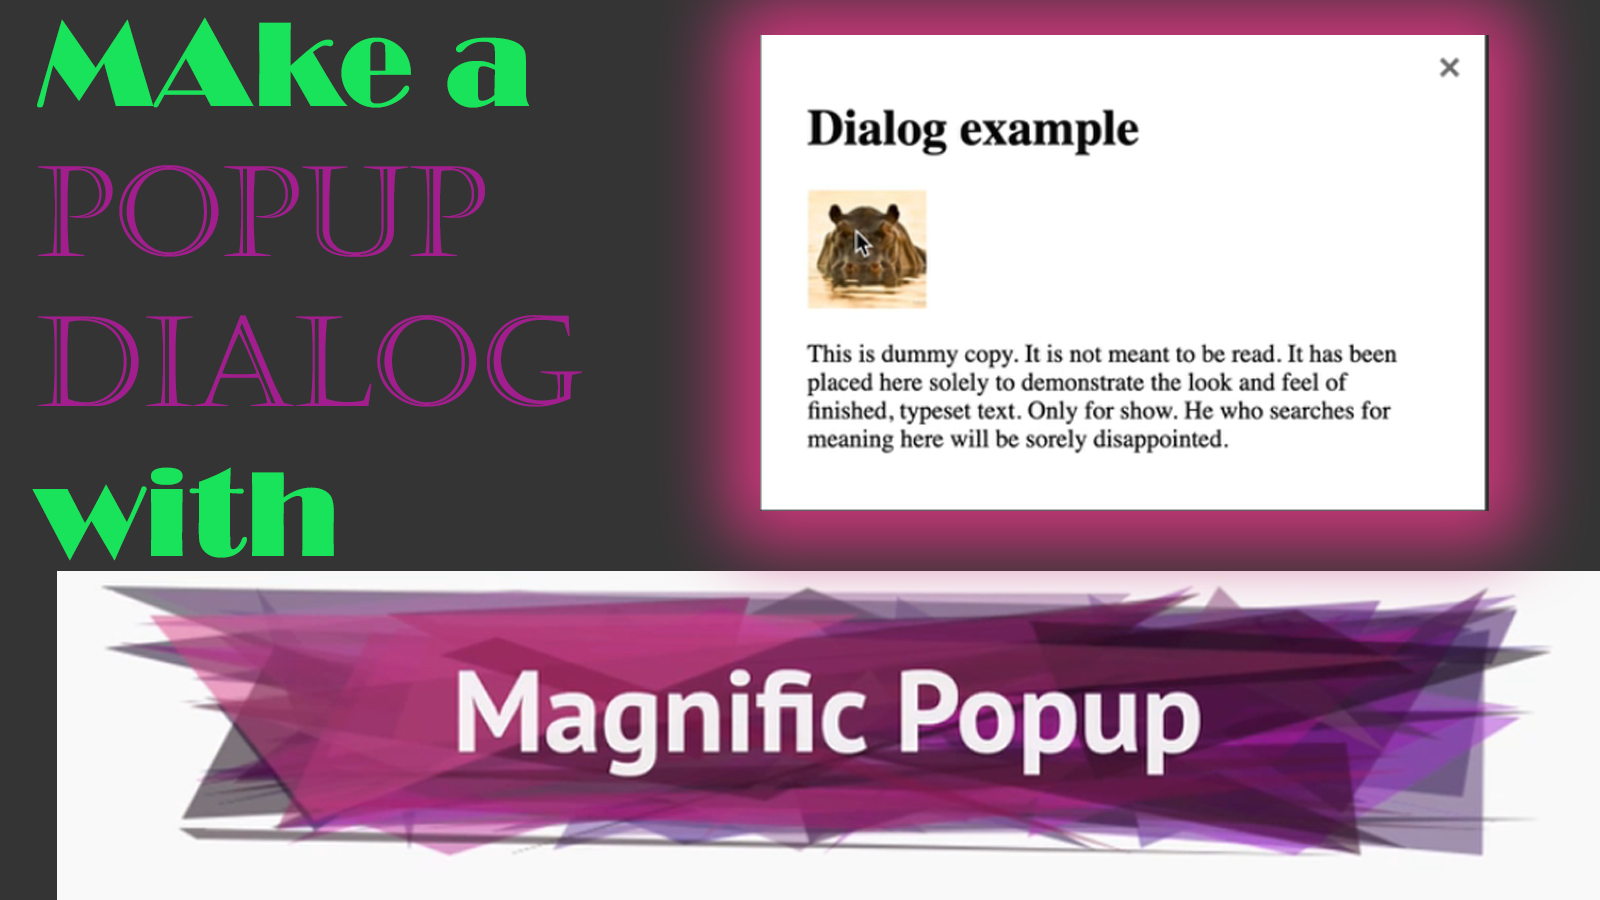 MAke a
POPUP
DIALOG
with
×
Dialog example
This is dummy copy. It is not meant to be read. It has been
placed here solely to demonstrate the look and feel of
finished, typeset text. Only for show. He who searches for
meaning here will be sorely disappointed.
Magnific Popup